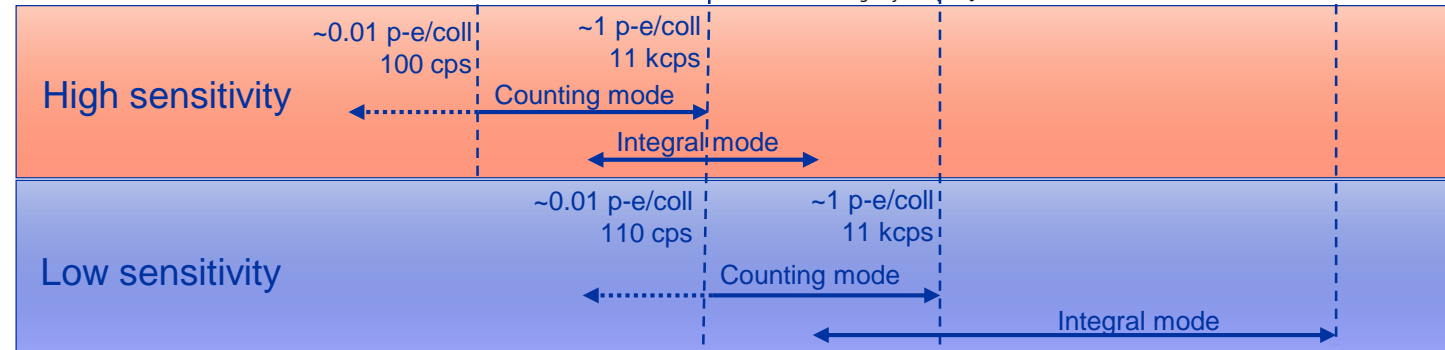 ~0.01 p-e/coll
100 cps
~1 p-e/coll
11 kcps
High sensitivity
Counting mode
Integral mode
~0.01 p-e/coll
110 cps
~1 p-e/coll
11 kcps
Low sensitivity
Counting mode
Integral mode